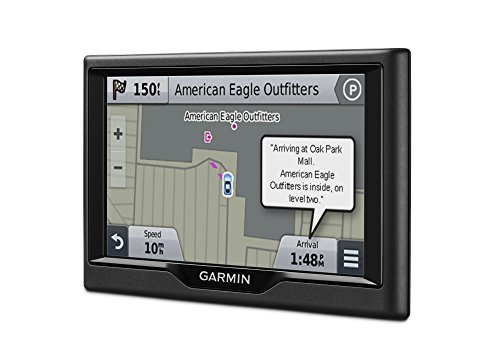 150ft American Eagle Outfitters P
American Eagle Outfitters
"Arriving at Oak Park
Mall.
American Eagle
Outfitters is inside, on
level two."
Speed
10mh
Arrival
1:48PM
GARMIN